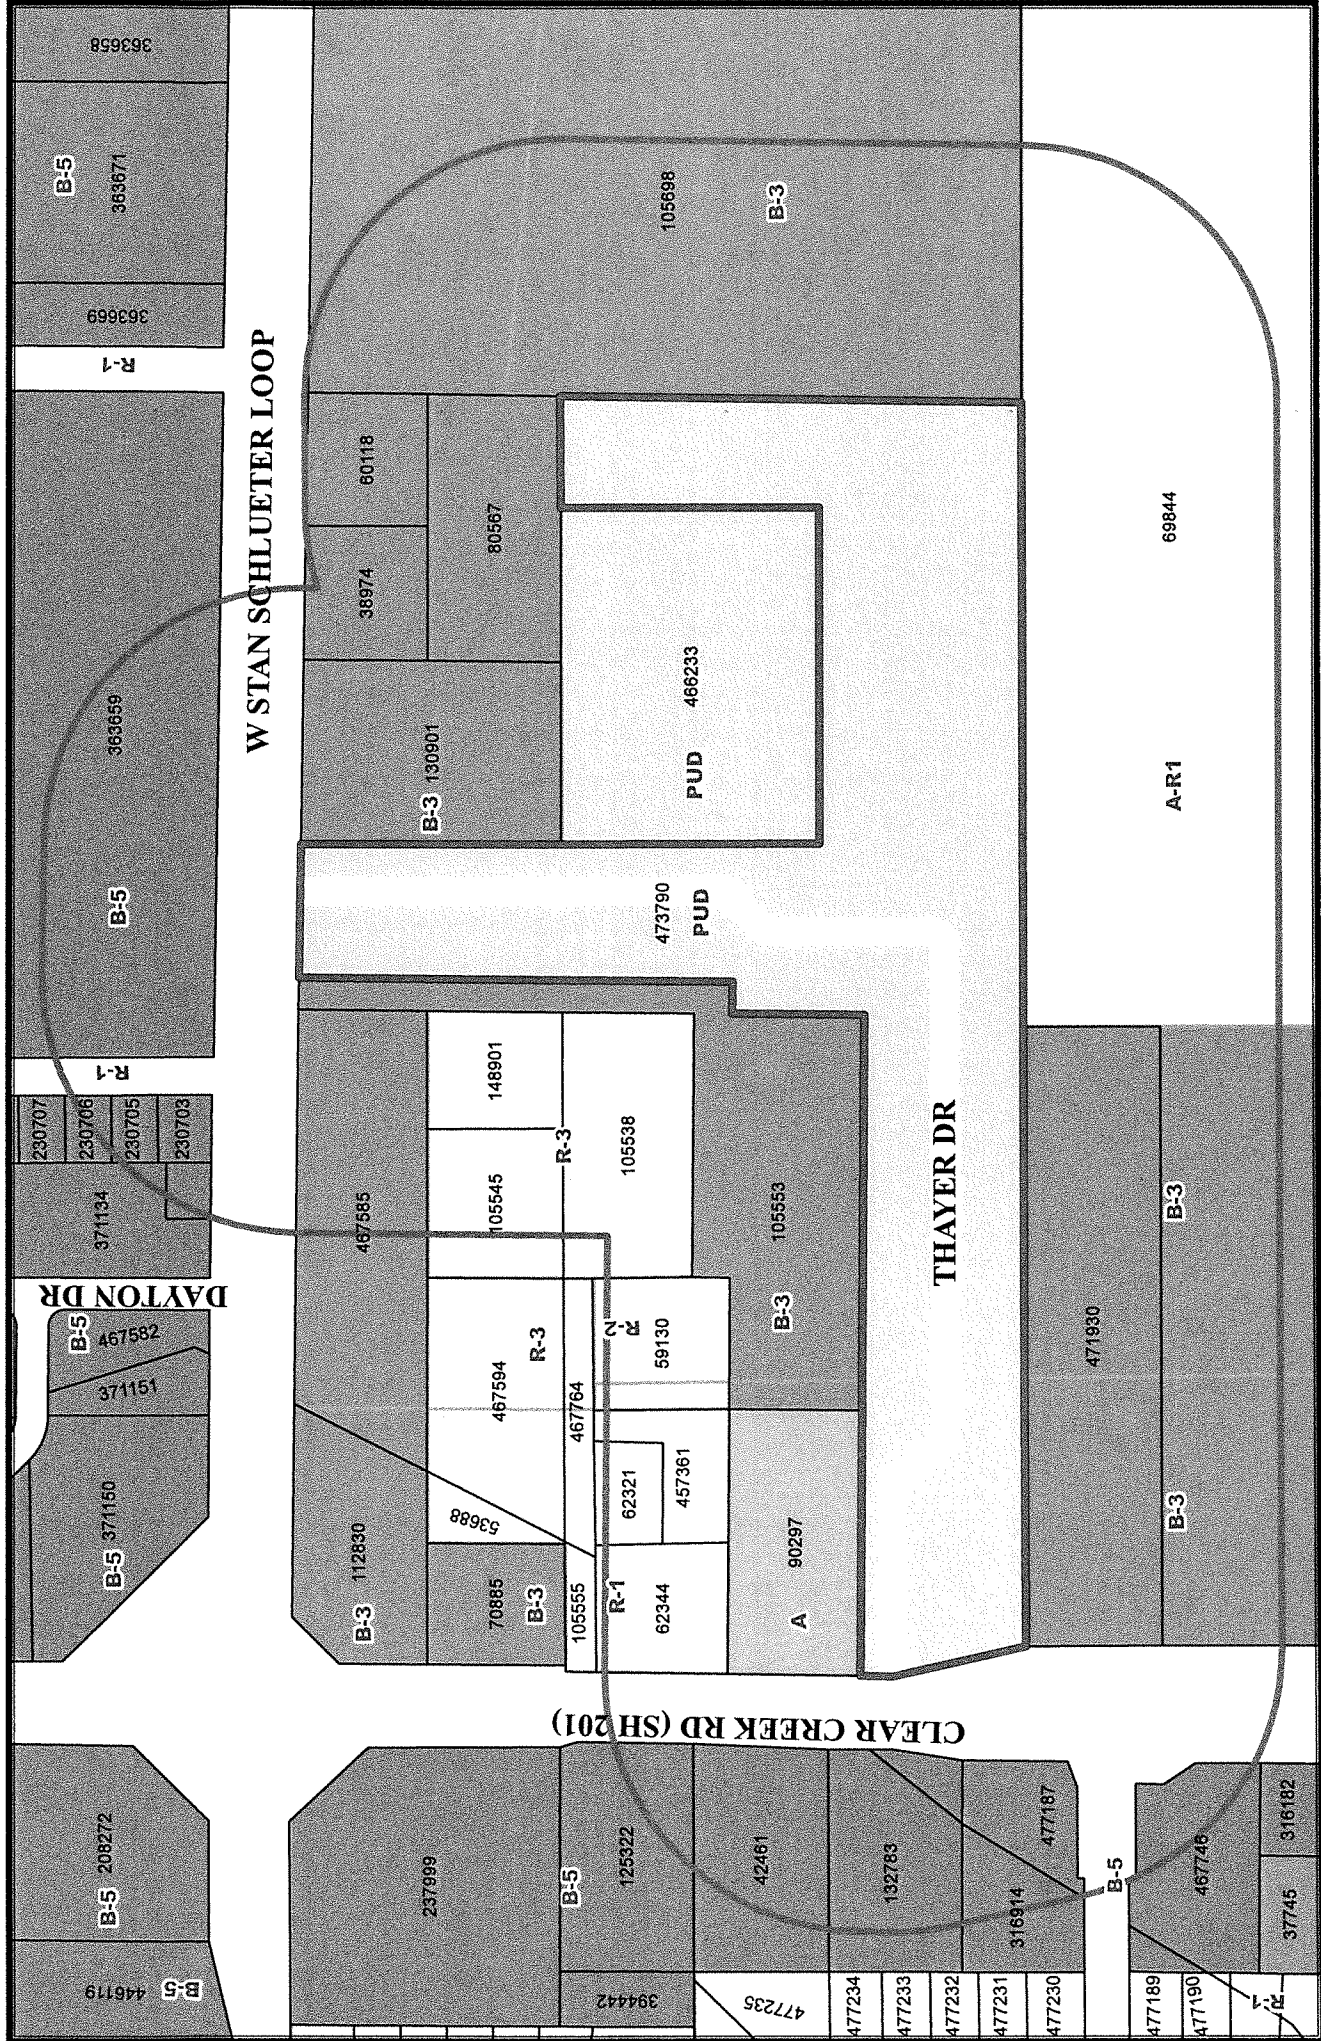 363658
B-5
363671
363669
R-1
W STAN SCHLUETER LOOP
105698
B-3
60118
38974
80567
363659
B-5
B-3 130901
466233
PUD
473790
PUD
69844
A-R1
R-1
230707
230706
230705
230703
371134
148901
R-3
105545
105538
467585
105553
THAYER DR
DAYTON DR
B-5
467582
371151
371150
B-5
R-3
467594
467764
R-2
59130
B-3
471930
B-3
B-3
62321
457361
53688
112830
B-3
70885
B-3
105555
R-1
62344
90297
A
CLEAR CREEK RD (SH 201)
208272
B-5
446119
B-5
237999
B-5
125322
42461
132783
477187
316914
B-5
467746
316182
37745
394442
477235
477234
477233
477232
477231
477230
477189
477190
R-1